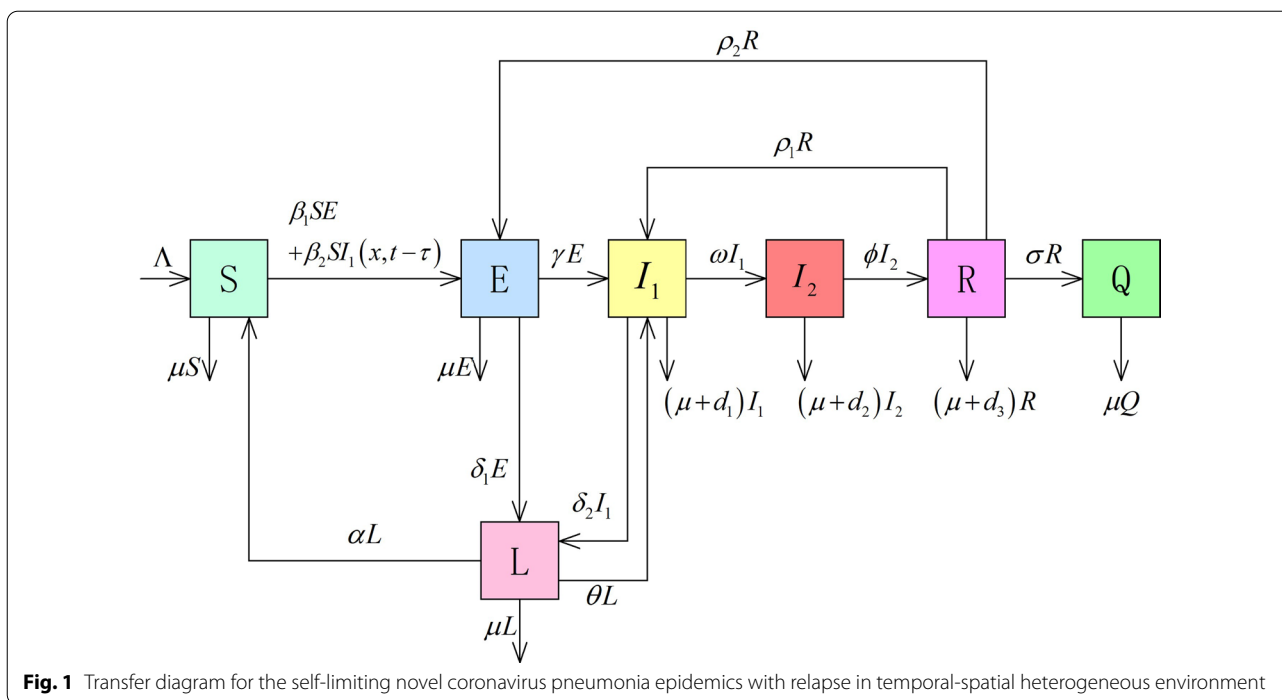 ρ₂R
ρ₁R
β₁SE
+β₂SI₁(x,t−τ)
Λ
S
E
γE
I₁
ωI₁
I₂
ϕI₂
R
σR
Q
μS
μE
(μ+d₁)I₁
(μ+d₂)I₂
(μ+d₃)R
μQ
δ₁E
δ₂I₁
αL
L
θL
μL
Fig. 1 Transfer diagram for the self-limiting novel coronavirus pneumonia epidemics with relapse in temporal-spatial heterogeneous environment